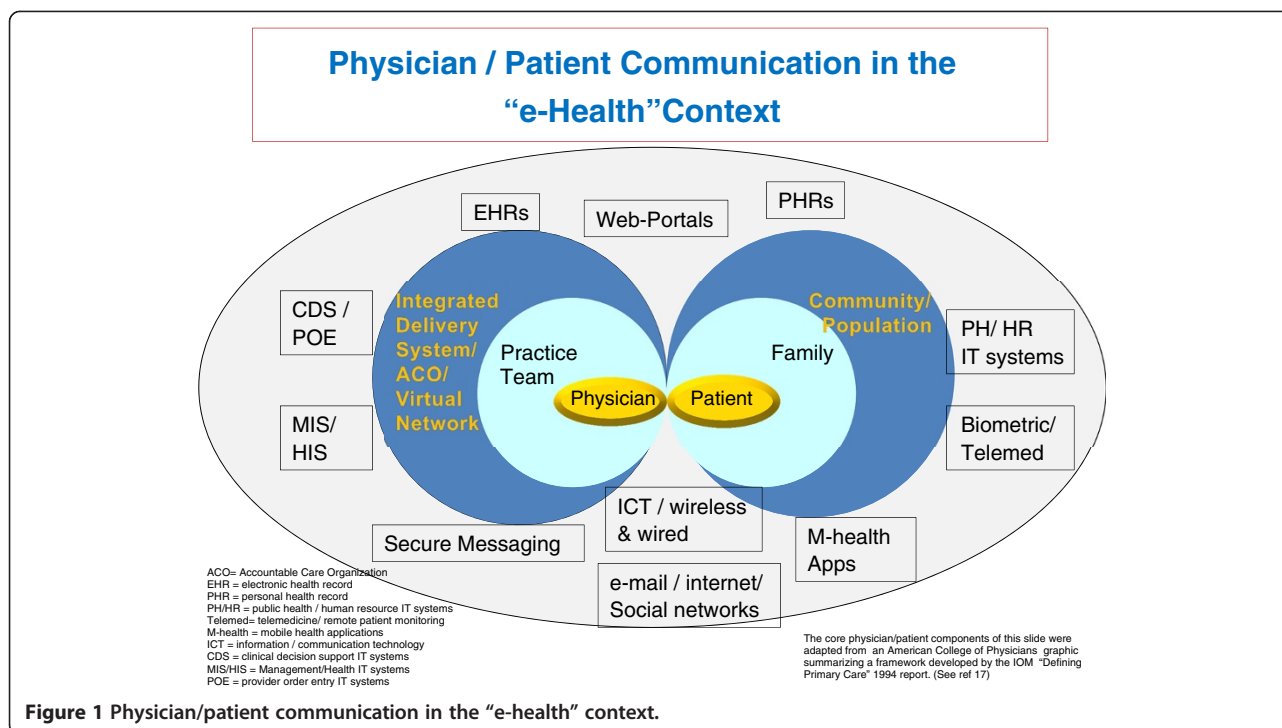 Physician / Patient Communication in the
“e-Health”Context
EHRs
Web-Portals
PHRs
CDS /
POE
Integrated
Delivery
System/
ACO/
Virtual
Network
Practice
Team
Physician
Patient
Family
Community/
Population
PH/ HR
IT systems
MIS/
HIS
Biometric/
Telemed
Secure Messaging
ICT / wireless
& wired
M-health
Apps
e-mail / internet/
Social networks
ACO= Accountable Care Organization
EHR = electronic health record
PHR = personal health record
PH/HR = public health / human resource IT systems
Telemed= telemedicine/ remote patient monitoring
M-health = mobile health applications
ICT = information / communication technology
CDS = clinical decision support IT systems
MIS/HIS = Management/Health IT systems
POE = provider order entry IT systems
The core physician/patient components of this slide were
adapted from an American College of Physicians graphic
summarizing a framework developed by the IOM “Defining
Primary Care” 1994 report. (See ref 17)
Figure 1 Physician/patient communication in the “e-health” context.